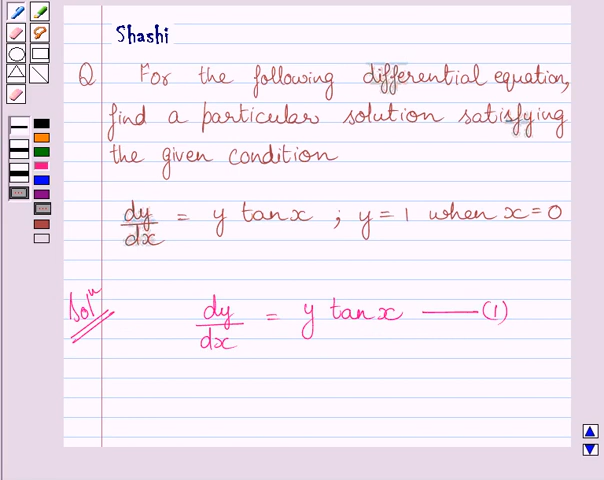 Shashi
Q For the following differential equation,
find a particular solution satisfying
the given condition
dy/dx = y tan x ; y = 1 when x = 0
Solⁿ
dy/dx = y tan x —— (1)